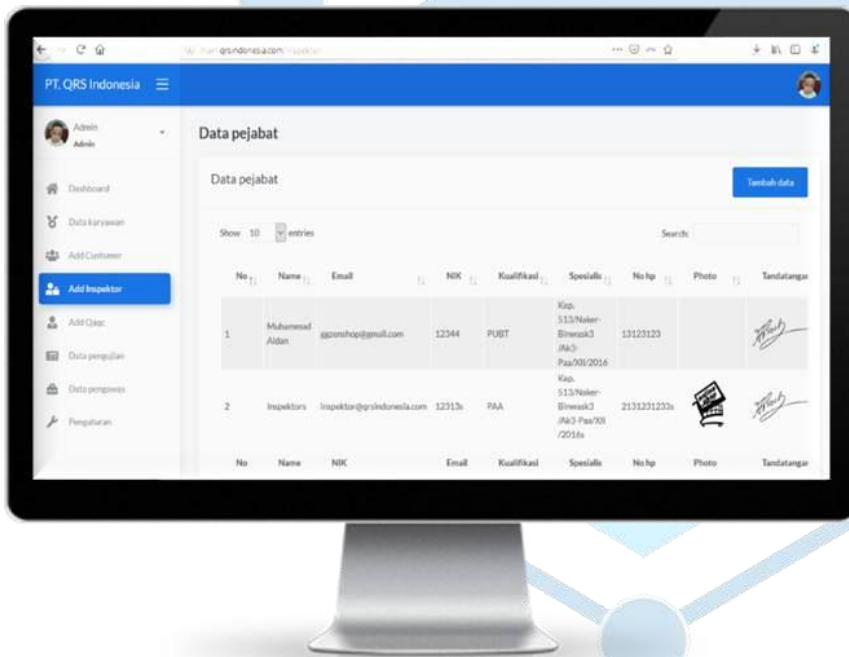 qrsindonesia.com
PT. QRS Indonesia
Admin
Admin
Dashboard
Data karyawan
Add Customer
Add Inspektor
Add Qaqc
Data pengujian
Data pengawas
Pengaturan
Data pejabat
Data pejabat
Tambah data
Show 10 entries
Search:
No Name Email NIK Kualifikasi Spesialis No hp Photo Tandatangan
1 Muhammad Aldan ggzonshop@gmail.com 12344 PUBT Kep. 513/Naker-Binwask3 /Ak3-Paa/XII/2016 13123123
2 Inspektors Inspektor@qrsindonesia.com 12313s PAA Kep. 513/Naker-Binwask3 /Ak3-Paa/XII /2016s 2131231233s
No Name NIK Email Kualifikasi Spesialis No hp Photo Tandatangan